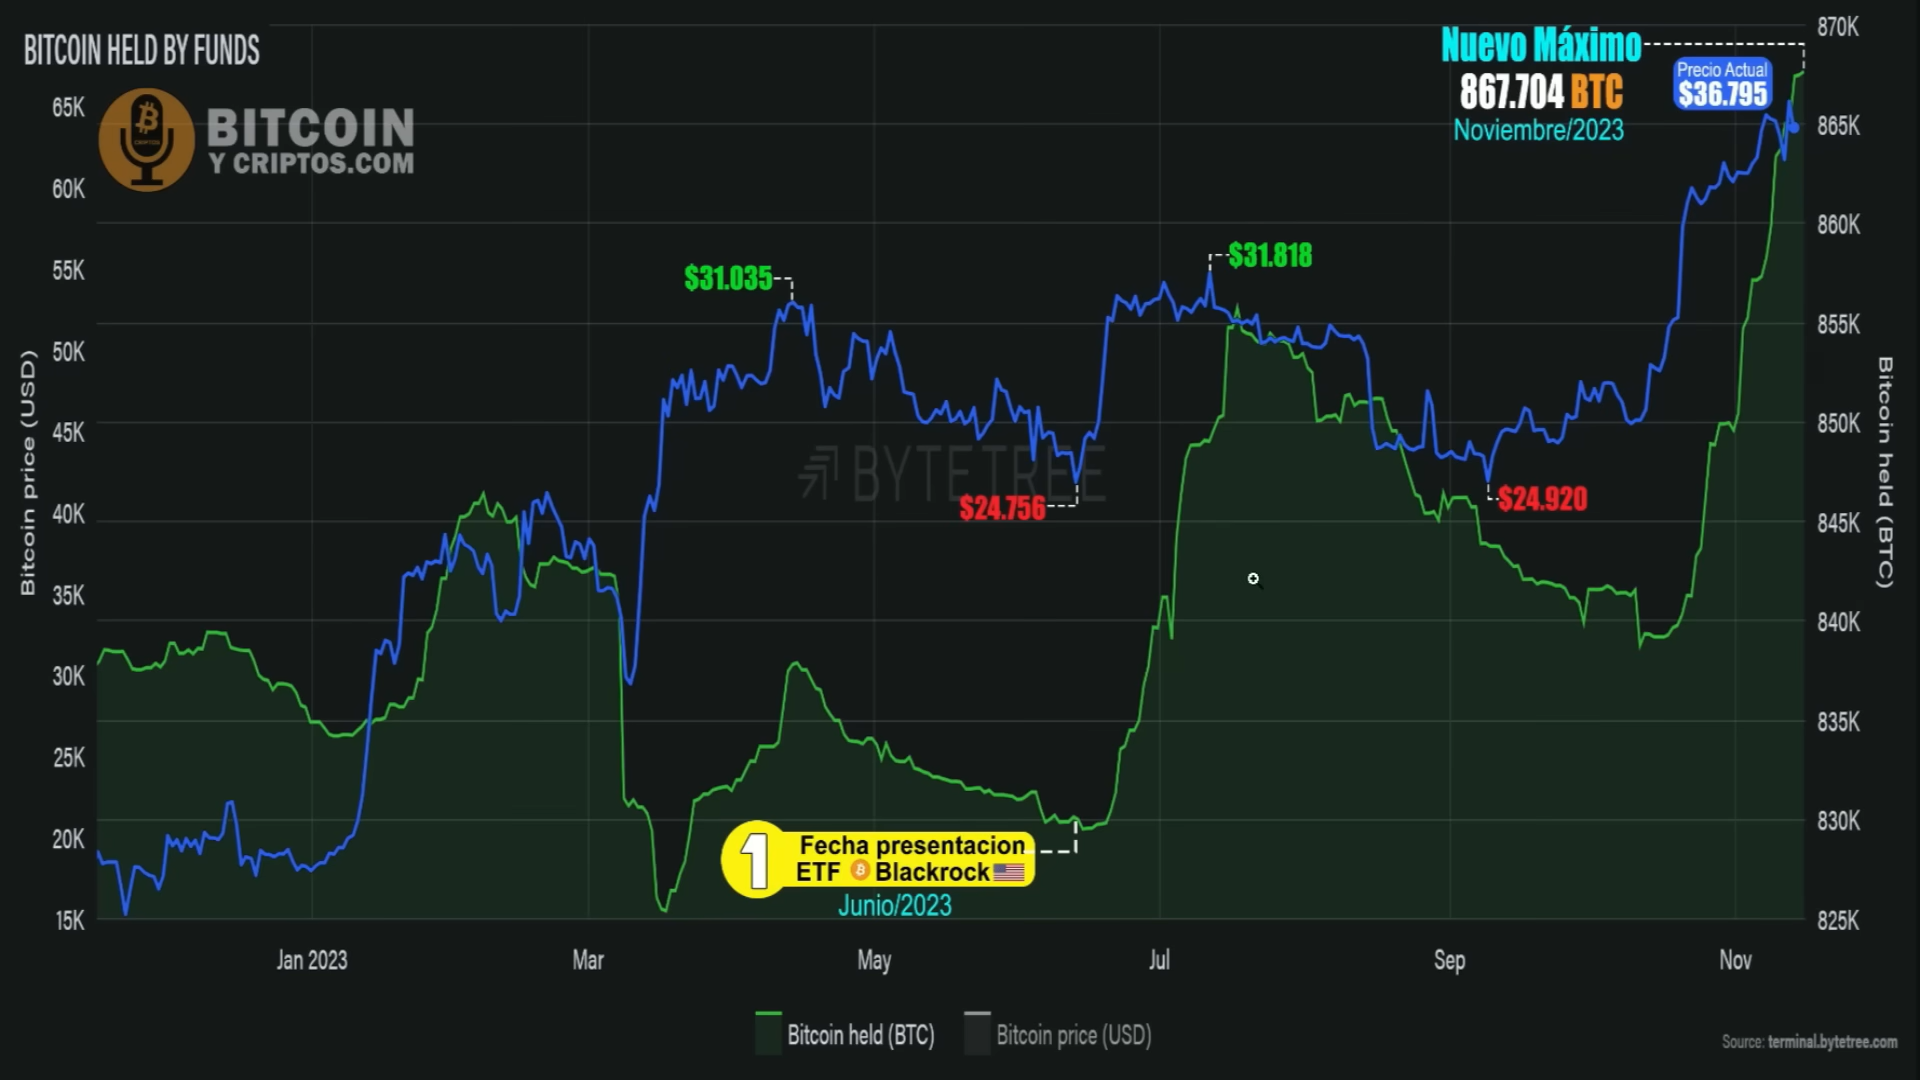 BITCOIN HELD BY FUNDS
BITCOIN
Y CRIPTOS.COM
CRIPTOS
Nuevo Máximo
867.704 BTC
Noviembre/2023
Precio Actual
$36.795
$31.035
$31.818
$24.756
$24.920
BYTETREE
1
Fecha presentacion
ETF Blackrock
Junio/2023
Bitcoin price (USD)
65K
60K
55K
50K
45K
40K
35K
30K
25K
20K
15K
Bitcoin held (BTC)
870K
865K
860K
855K
850K
845K
840K
835K
830K
825K
Jan 2023
Mar
May
Jul
Sep
Nov
Bitcoin held (BTC)
Bitcoin price (USD)
Source: terminal.bytetree.com